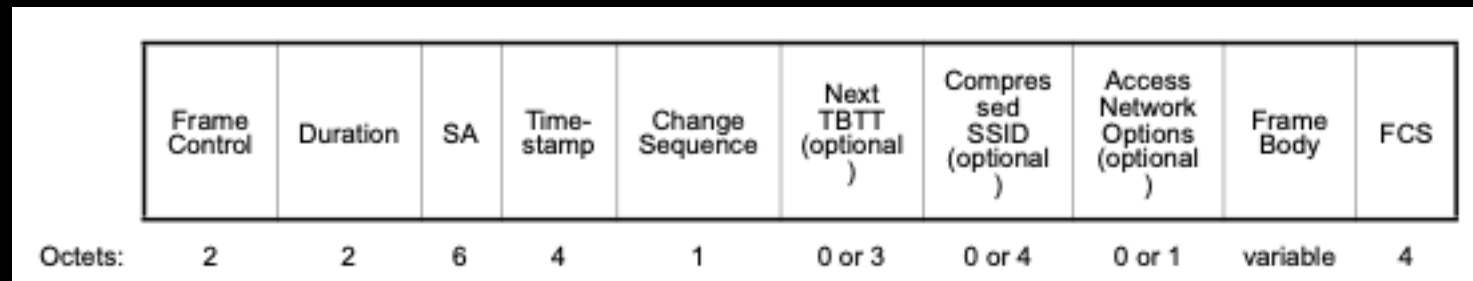 Frame
Control
Duration
SA
Time-
stamp
Change
Sequence
Next
TBTT
(optional
)
Compres
sed
SSID
(optional
)
Access
Network
Options
(optional
)
Frame
Body
FCS
Octets: 2 2 6 4 1 0 or 3 0 or 4 0 or 1 variable 4